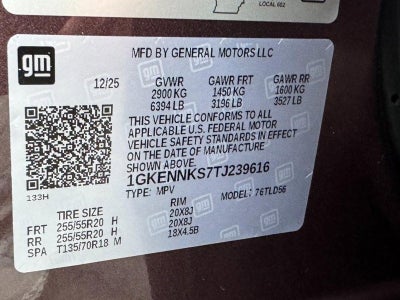 LOCAL 602
gm
MFD BY GENERAL MOTORS LLC
12/25 GVWR GAWR FRT GAWR RR
2900 KG 1450 KG 1600 KG
6394 LB 3196 LB 3527 LB
THIS VEHICLE CONFORMS TO ALL
APPLICABLE U.S. FEDERAL MOTOR
VEHICLE SAFETY STANDARDS IN EFFECT
ON THE DATE OF MANUFACTURE
SHOWN ABOVE.
133H 1GKENNKS7TJ239616
TYPE: MPV MODEL: 76TLD56
TIRE SIZE RIM
FRT 255/55R20 H 20X8J
RR 255/55R20 H 20X8J
SPA T135/70R18 M 18X4.5B